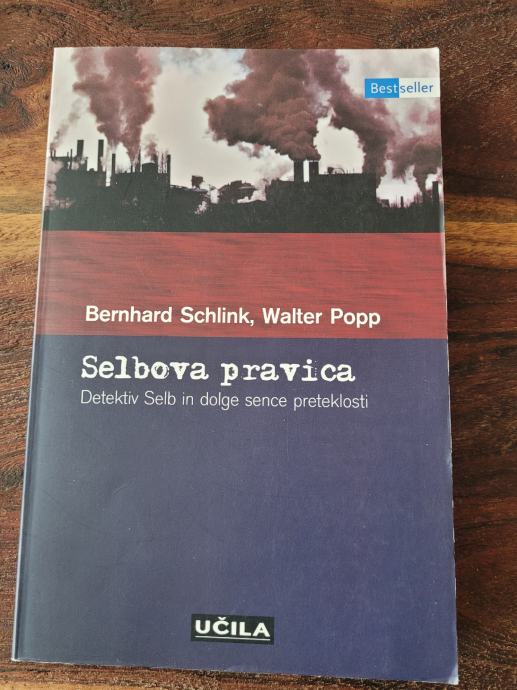 Bestseller
Bernhard Schlink, Walter Popp
Selbova pravica
Detektiv Selb in dolge sence preteklosti
UČILA